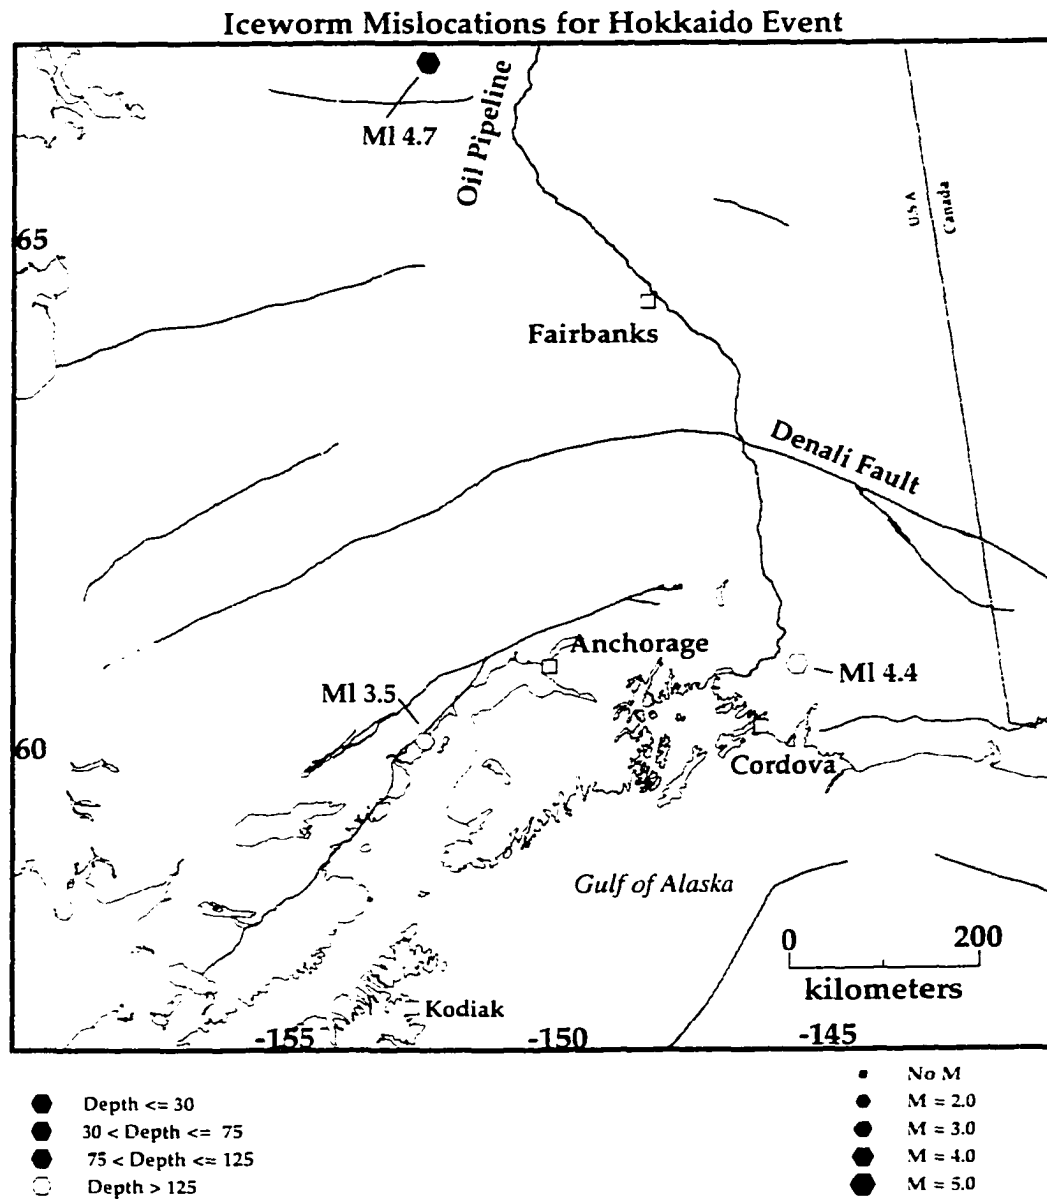 Iceworm Mislocations for Hokkaido Event
Oil Pipeline
Ml 4.7
USA
Canada
65
Fairbanks
Denali Fault
Anchorage
Ml 3.5
Ml 4.4
60
Cordova
Gulf of Alaska
0 200
kilometers
Kodiak
-155 -150 -145
Depth <= 30
30 < Depth <= 75
75 < Depth <= 125
Depth > 125
No M
M = 2.0
M = 3.0
M = 4.0
M = 5.0